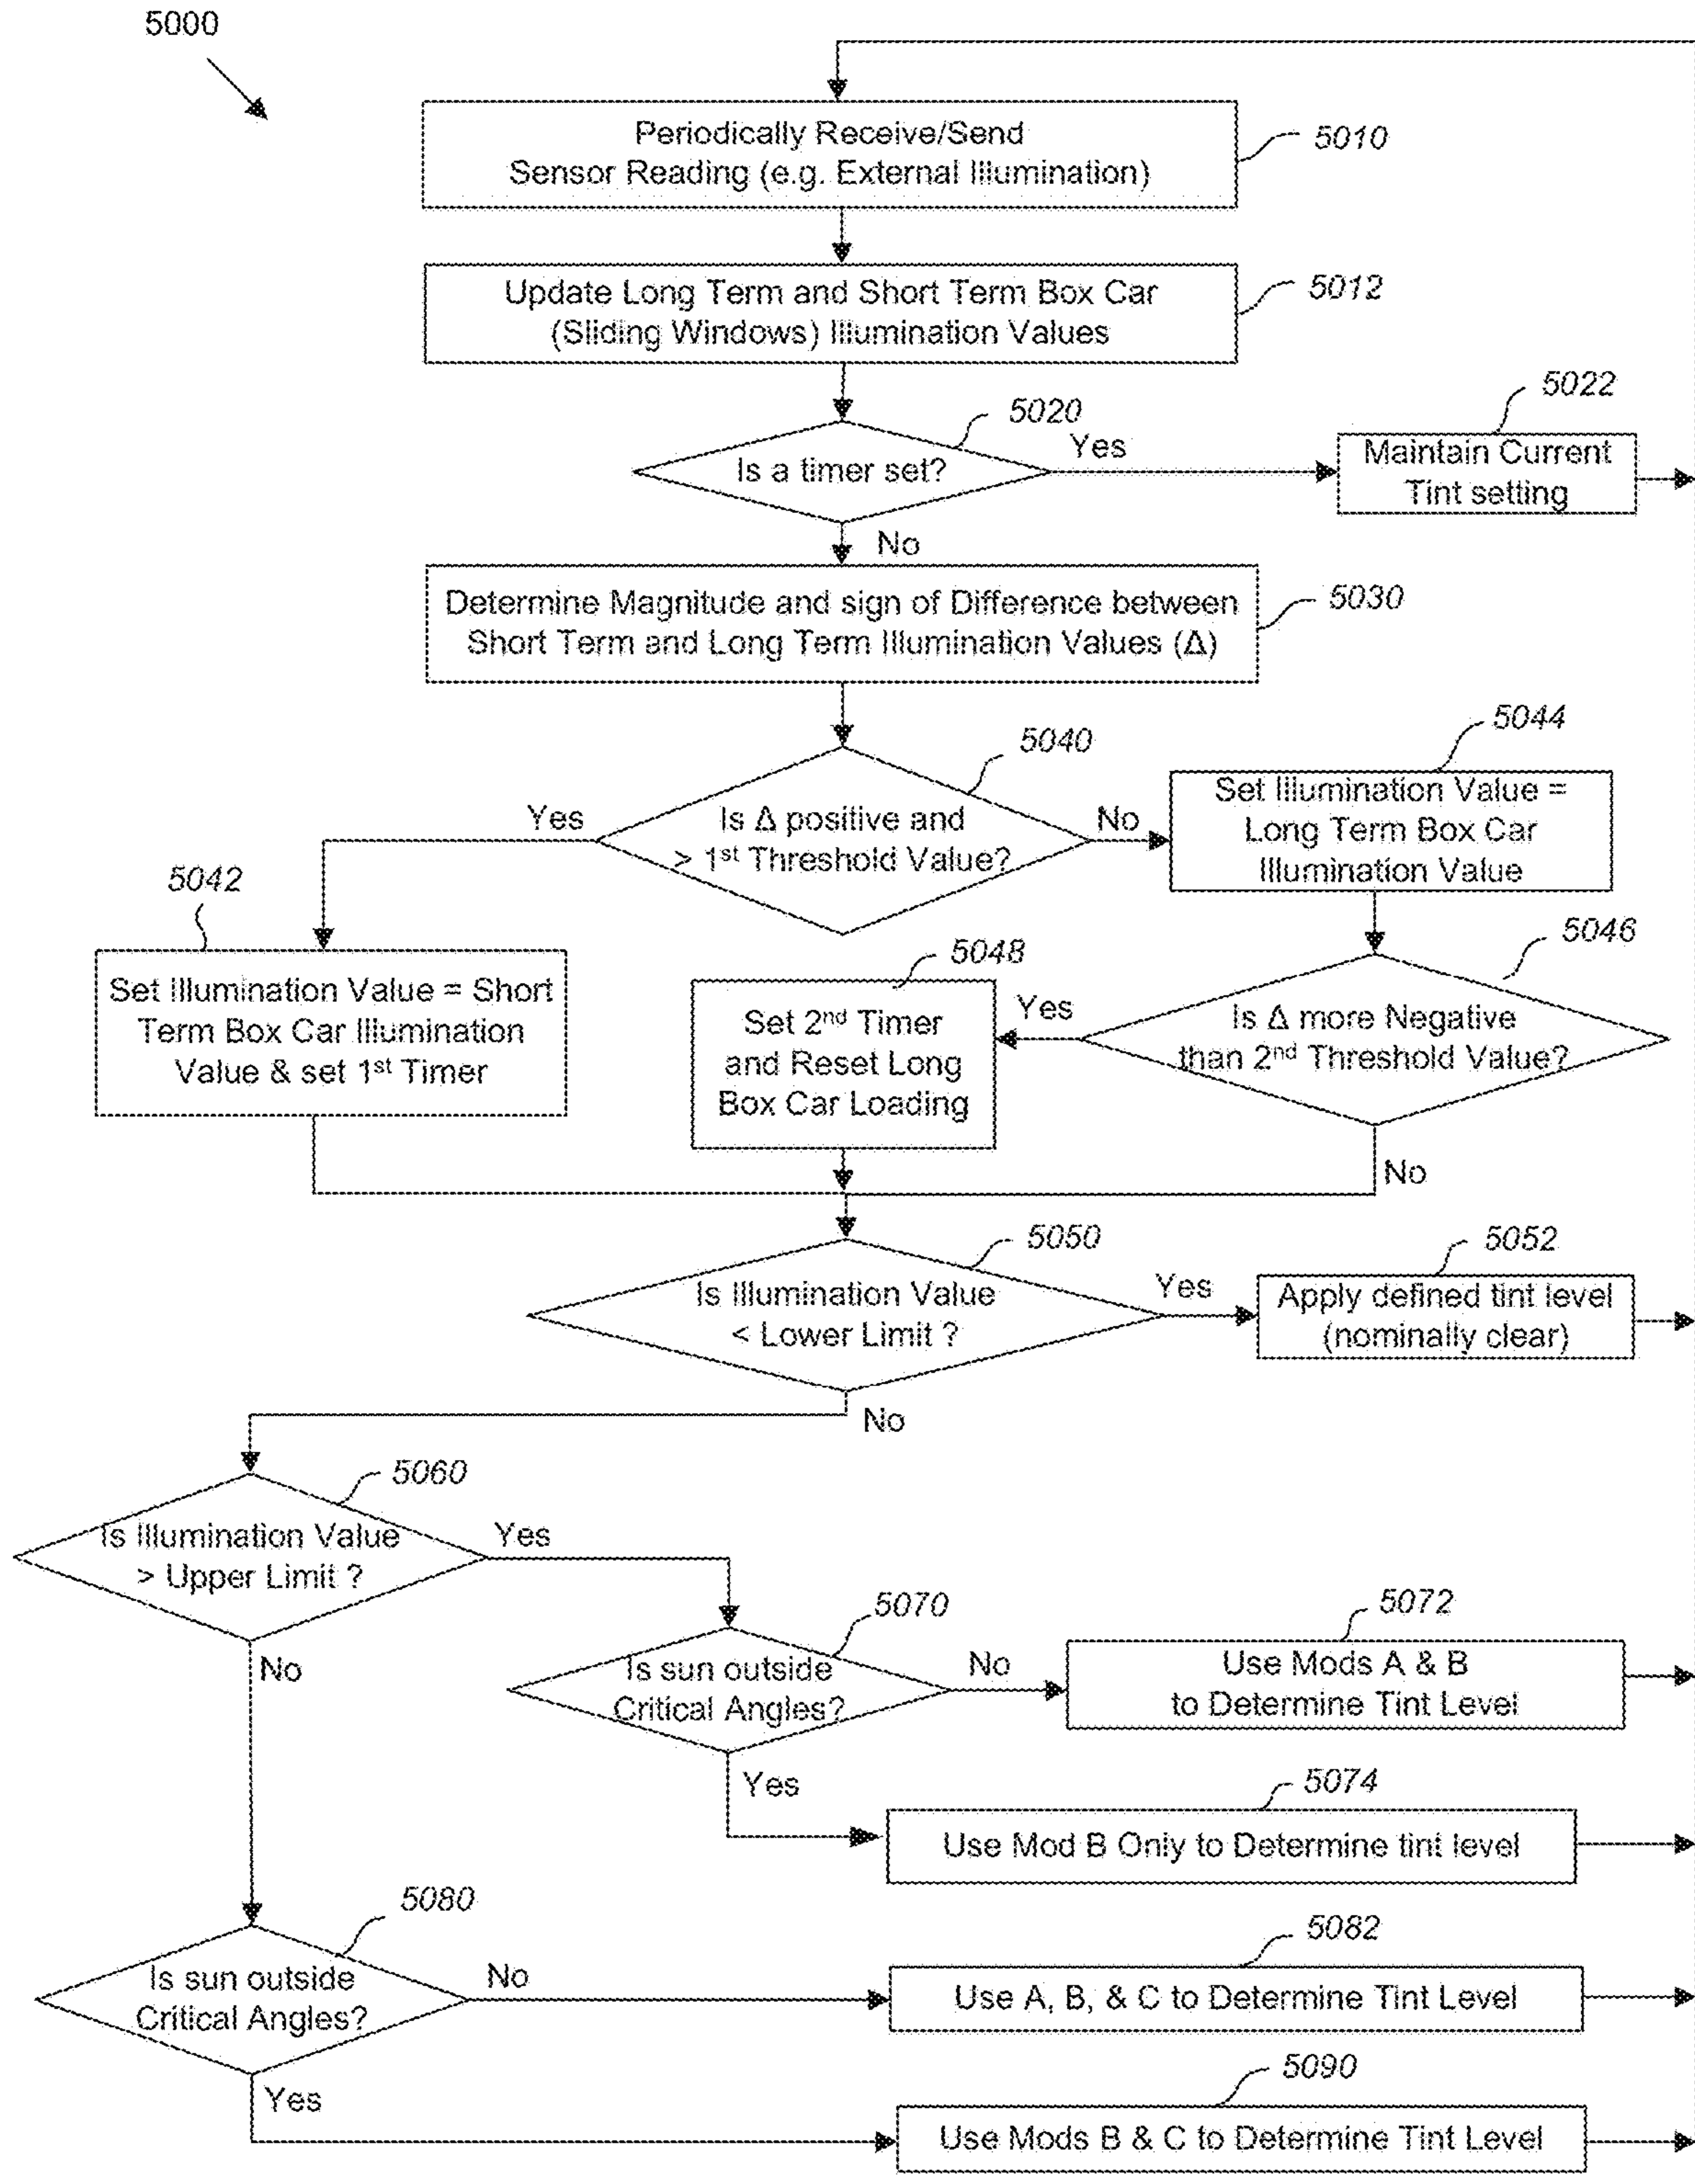 5000
Periodically Receive/Send
Sensor Reading (e.g. External Illumination)
5010
Update Long Term and Short Term Box Car
(Sliding Windows) Illumination Values
5012
5020
Is a timer set?
Yes
5022
Maintain Current
Tint setting
No
Determine Magnitude and sign of Difference between
Short Term and Long Term Illumination Values (Δ)
5030
5040
Is Δ positive and
> 1st Threshold Value?
Yes
No
5044
Set Illumination Value =
Long Term Box Car
Illumination Value
5042
Set Illumination Value = Short
Term Box Car Illumination
Value & set 1st Timer
5048
Set 2nd Timer
and Reset Long
Box Car Loading
Yes
5046
Is Δ more Negative
than 2nd Threshold Value?
No
5050
Is Illumination Value
< Lower Limit ?
Yes
5052
Apply defined tint level
(nominally clear)
No
5060
Is Illumination Value
> Upper Limit ?
Yes
No
5070
Is sun outside
Critical Angles?
No
5072
Use Mods A & B
to Determine Tint Level
Yes
5074
Use Mod B Only to Determine tint level
5080
Is sun outside
Critical Angles?
No
5082
Use A, B, & C to Determine Tint Level
Yes
5090
Use Mods B & C to Determine Tint Level